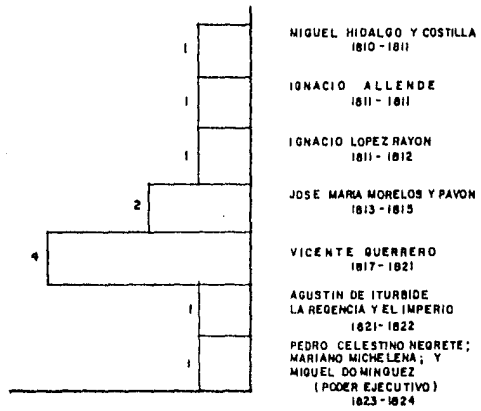 1
MIGUEL HIDALGO Y COSTILLA
1810 - 1811
1
IGNACIO ALLENDE
1811 - 1811
1
IGNACIO LOPEZ RAYON
1811 - 1812
2
JOSE MARIA MORELOS Y PAVON
1813 - 1815
4
VICENTE GUERRERO
1817 - 1821
1
AGUSTIN DE ITURBIDE
LA REGENCIA Y EL IMPERIO
1821 - 1822
1
PEDRO CELESTINO NEGRETE;
MARIANO MICHELENA; Y
MIGUEL DOMINGUEZ
(PODER EJECUTIVO)
1823 - 1824